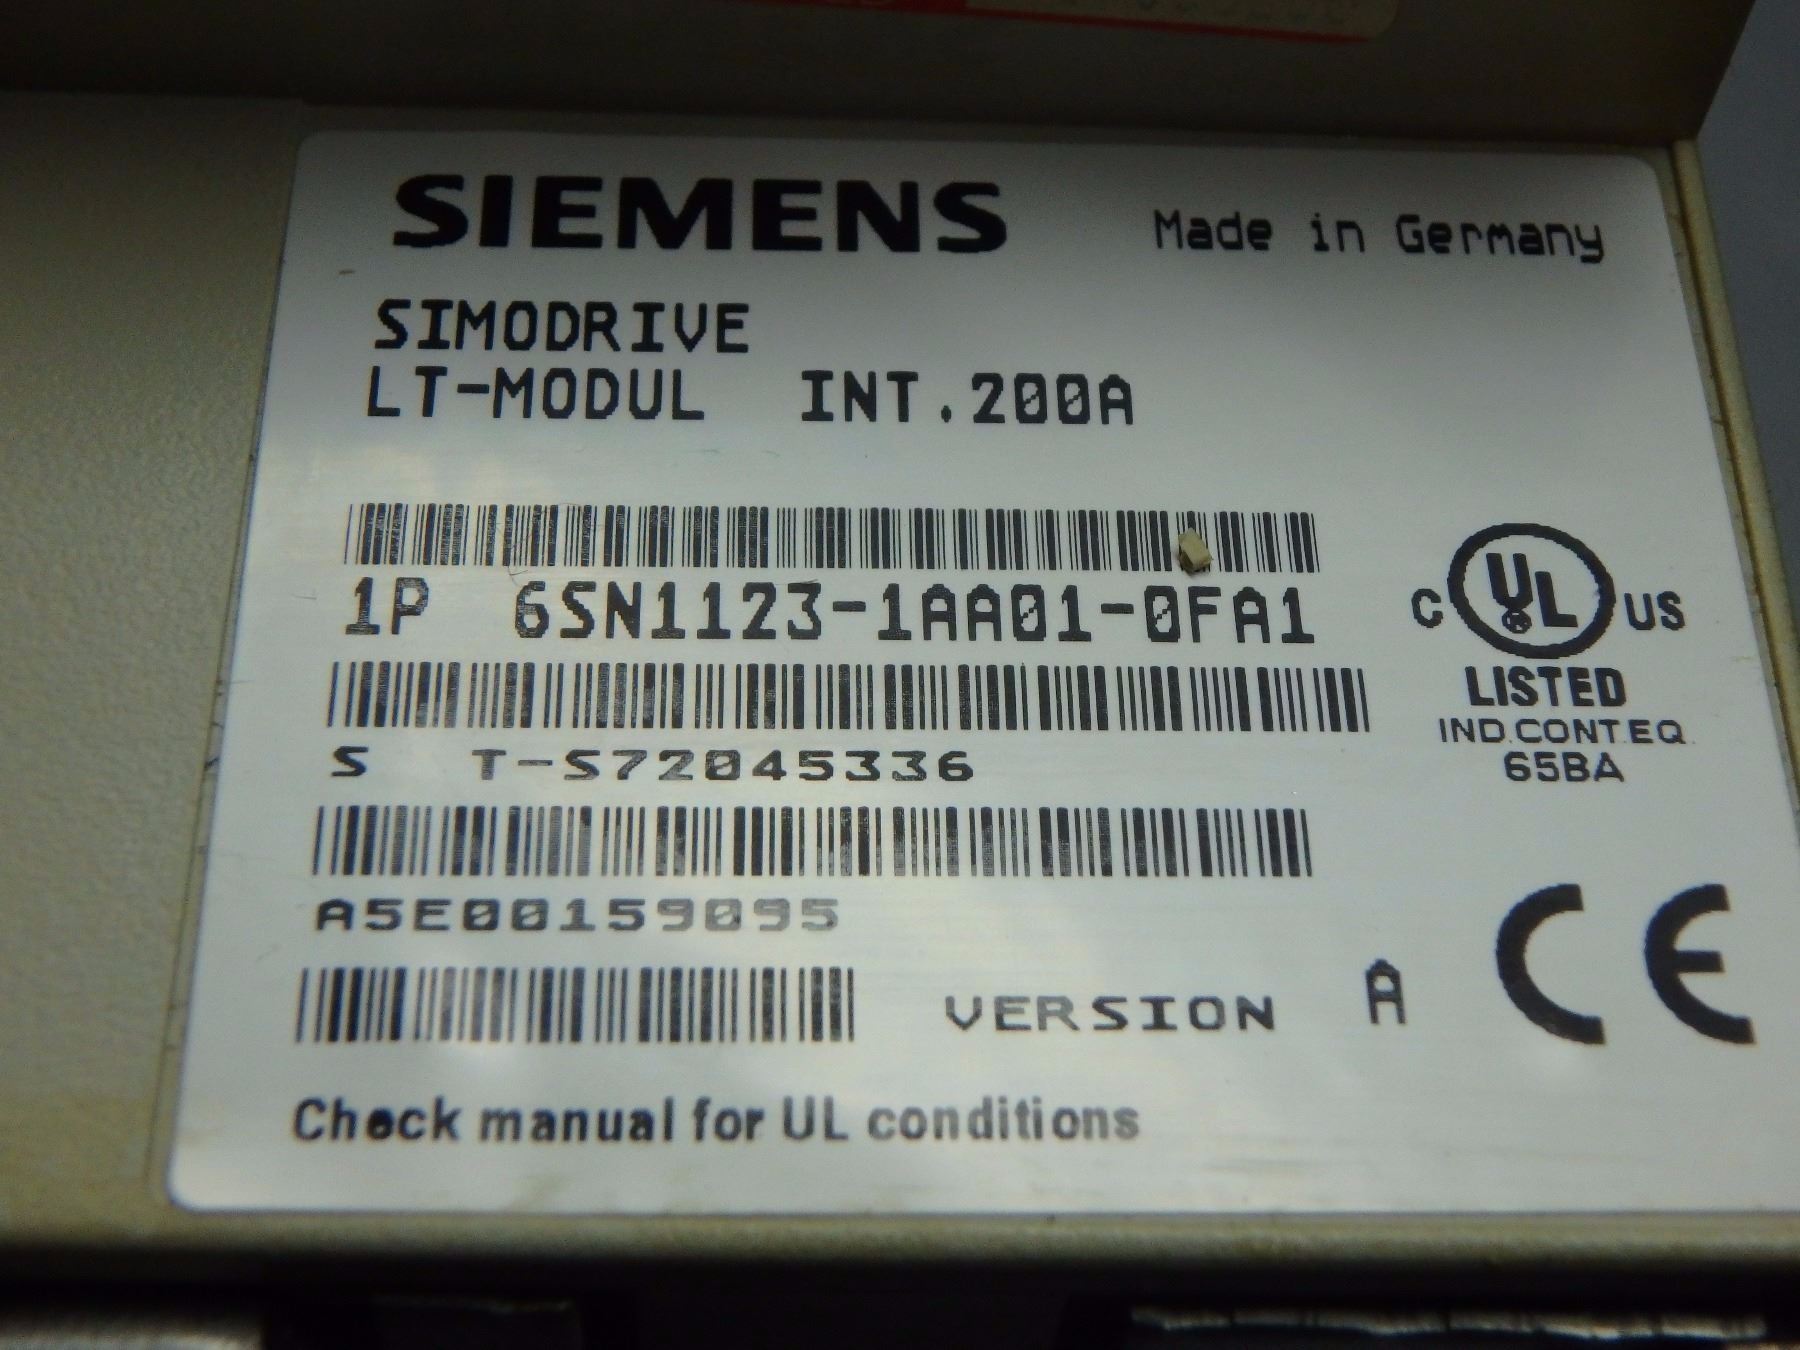 SIEMENS Made in Germany
SIMODRIVE
LT-MODUL INT.200A
1P 6SN1123-1AA01-0FA1
C UL® US
LISTED
IND.CONT.EQ.
65BA
S T-S72045336
A5E00159095
VERSION A
CE
Check manual for UL conditions